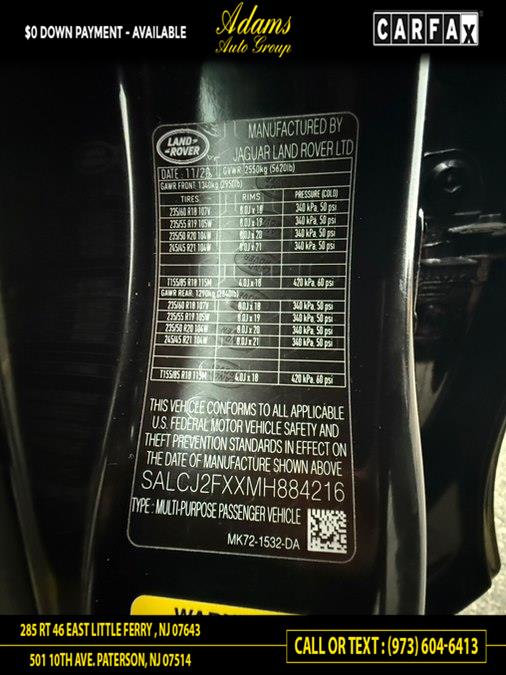 $0 DOWN PAYMENT - AVAILABLE
Adams
Auto Group
CARFAX
LAND
ROVER
MANUFACTURED BY
JAGUAR LAND ROVER LTD
DATE: 11/20 GVWR 2550kg (5620lb)
GAWR FRONT: 1340kg (2950lb)
TIRES RIMS PRESSURE (COLD)
235/60 R18 107V 8.0J x 18 340 kPa, 50 psi
235/55 R19 105W 8.0J x 19 340 kPa, 50 psi
235/50 R20 104W 8.0J x 20 340 kPa, 50 psi
245/45 R21 104W 8.0J x 21 340 kPa, 50 psi
T155/85 R18 115M 4.0J x 18 420 kPa, 60 psi
GAWR REAR: 1290kg (2840lb)
235/60 R18 107V 8.0J x 18 340 kPa, 50 psi
235/55 R19 105W 8.0J x 19 340 kPa, 50 psi
235/50 R20 104W 8.0J x 20 340 kPa, 50 psi
245/45 R21 104W 8.0J x 21 340 kPa, 50 psi
T155/85 R18 115M 4.0J x 18 420 kPa, 60 psi
THIS VEHICLE CONFORMS TO ALL APPLICABLE
U.S. FEDERAL MOTOR VEHICLE SAFETY AND
THEFT PREVENTION STANDARDS IN EFFECT ON
THE DATE OF MANUFACTURE SHOWN ABOVE
SALCJ2FXXMH884216
TYPE : MULTI-PURPOSE PASSENGER VEHICLE
MK72-1532-DA
285 RT 46 EAST LITTLE FERRY , NJ 07643
501 10TH AVE. PATERSON, NJ 07514
CALL OR TEXT : (973) 604-6413